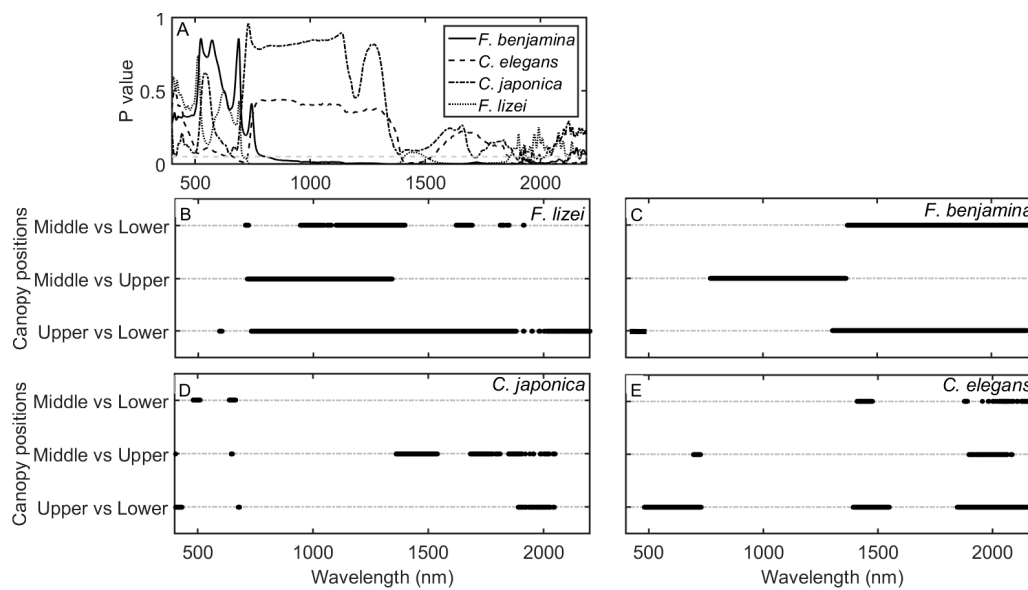 A
1
0.5
0
P value
F. benjamina
C. elegans
C. japonica
F. lizei
500
1000
1500
2000
B
F. lizei
Middle vs Lower
Middle vs Upper
Upper vs Lower
Canopy positions
C
F. benjamina
D
C. japonica
Middle vs Lower
Middle vs Upper
Upper vs Lower
Canopy positions
500
1000
1500
2000
Wavelength (nm)
E
C. elegans
500
1000
1500
2000
Wavelength (nm)